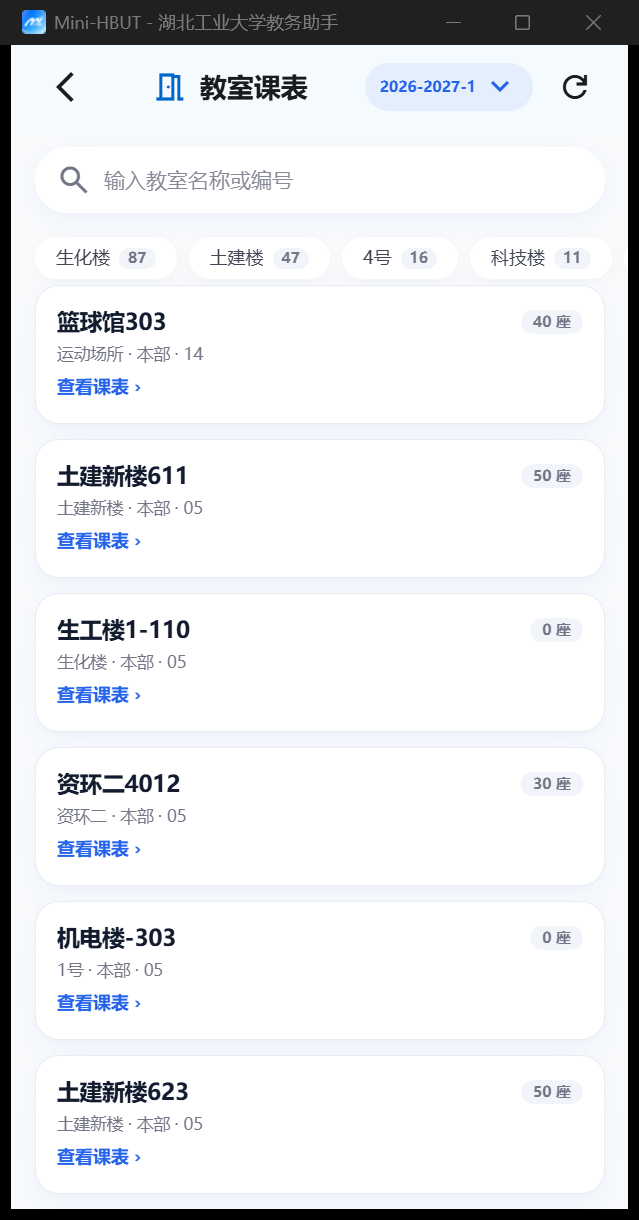 Mini-HBUT - 湖北工业大学教务助手
教室课表 2026-2027-1
输入教室名称或编号
生化楼 87 土建楼 47 4号 16 科技楼 11
篮球馆303 40 座
运动场所 · 本部 · 14
查看课表 ›
土建新楼611 50 座
土建新楼 · 本部 · 05
查看课表 ›
生工楼1-110 0 座
生化楼 · 本部 · 05
查看课表 ›
资环二4012 30 座
资环二 · 本部 · 05
查看课表 ›
机电楼-303 0 座
1号 · 本部 · 05
查看课表 ›
土建新楼623 50 座
土建新楼 · 本部 · 05
查看课表 ›